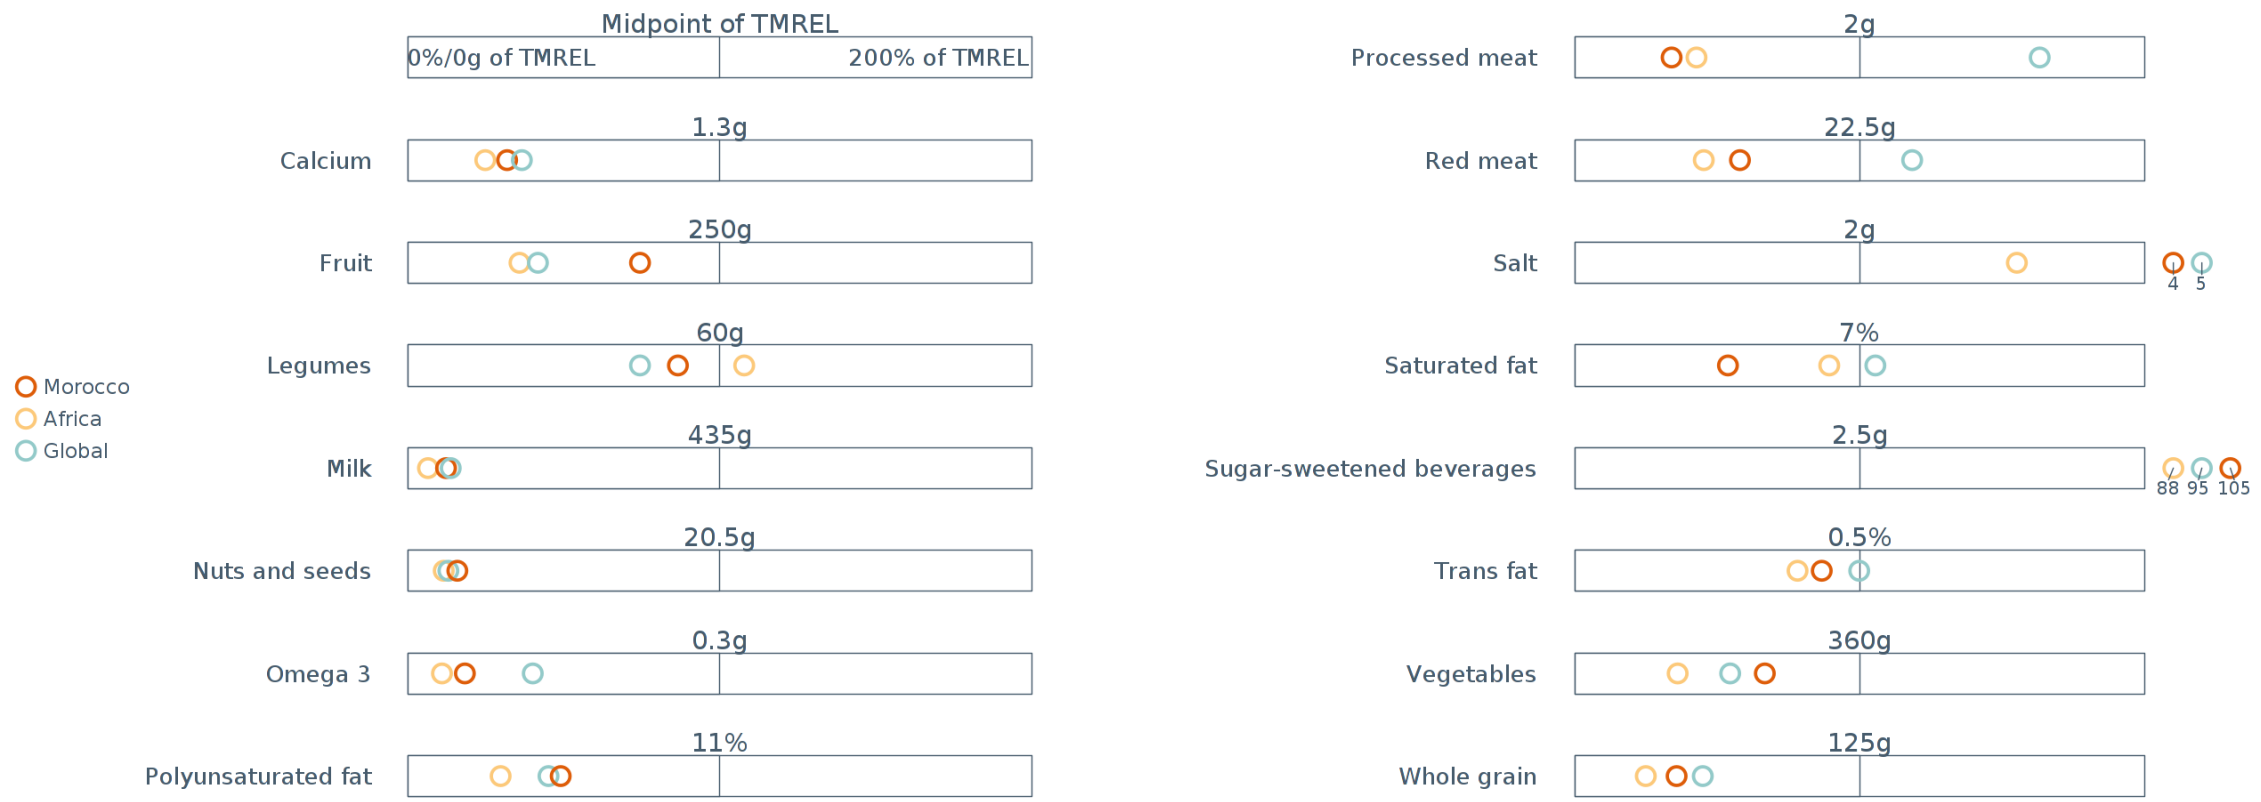 Midpoint of TMREL
0%/0g of TMREL 200% of TMREL
1.3g
Calcium
250g
Fruit
60g
Legumes
435g
Milk
20.5g
Nuts and seeds
0.3g
Omega 3
11%
Polyunsaturated fat
Morocco
Africa
Global
2g
Processed meat
22.5g
Red meat
2g
Salt
4 5
7%
Saturated fat
2.5g
Sugar-sweetened beverages
88 95 105
0.5%
Trans fat
360g
Vegetables
125g
Whole grain